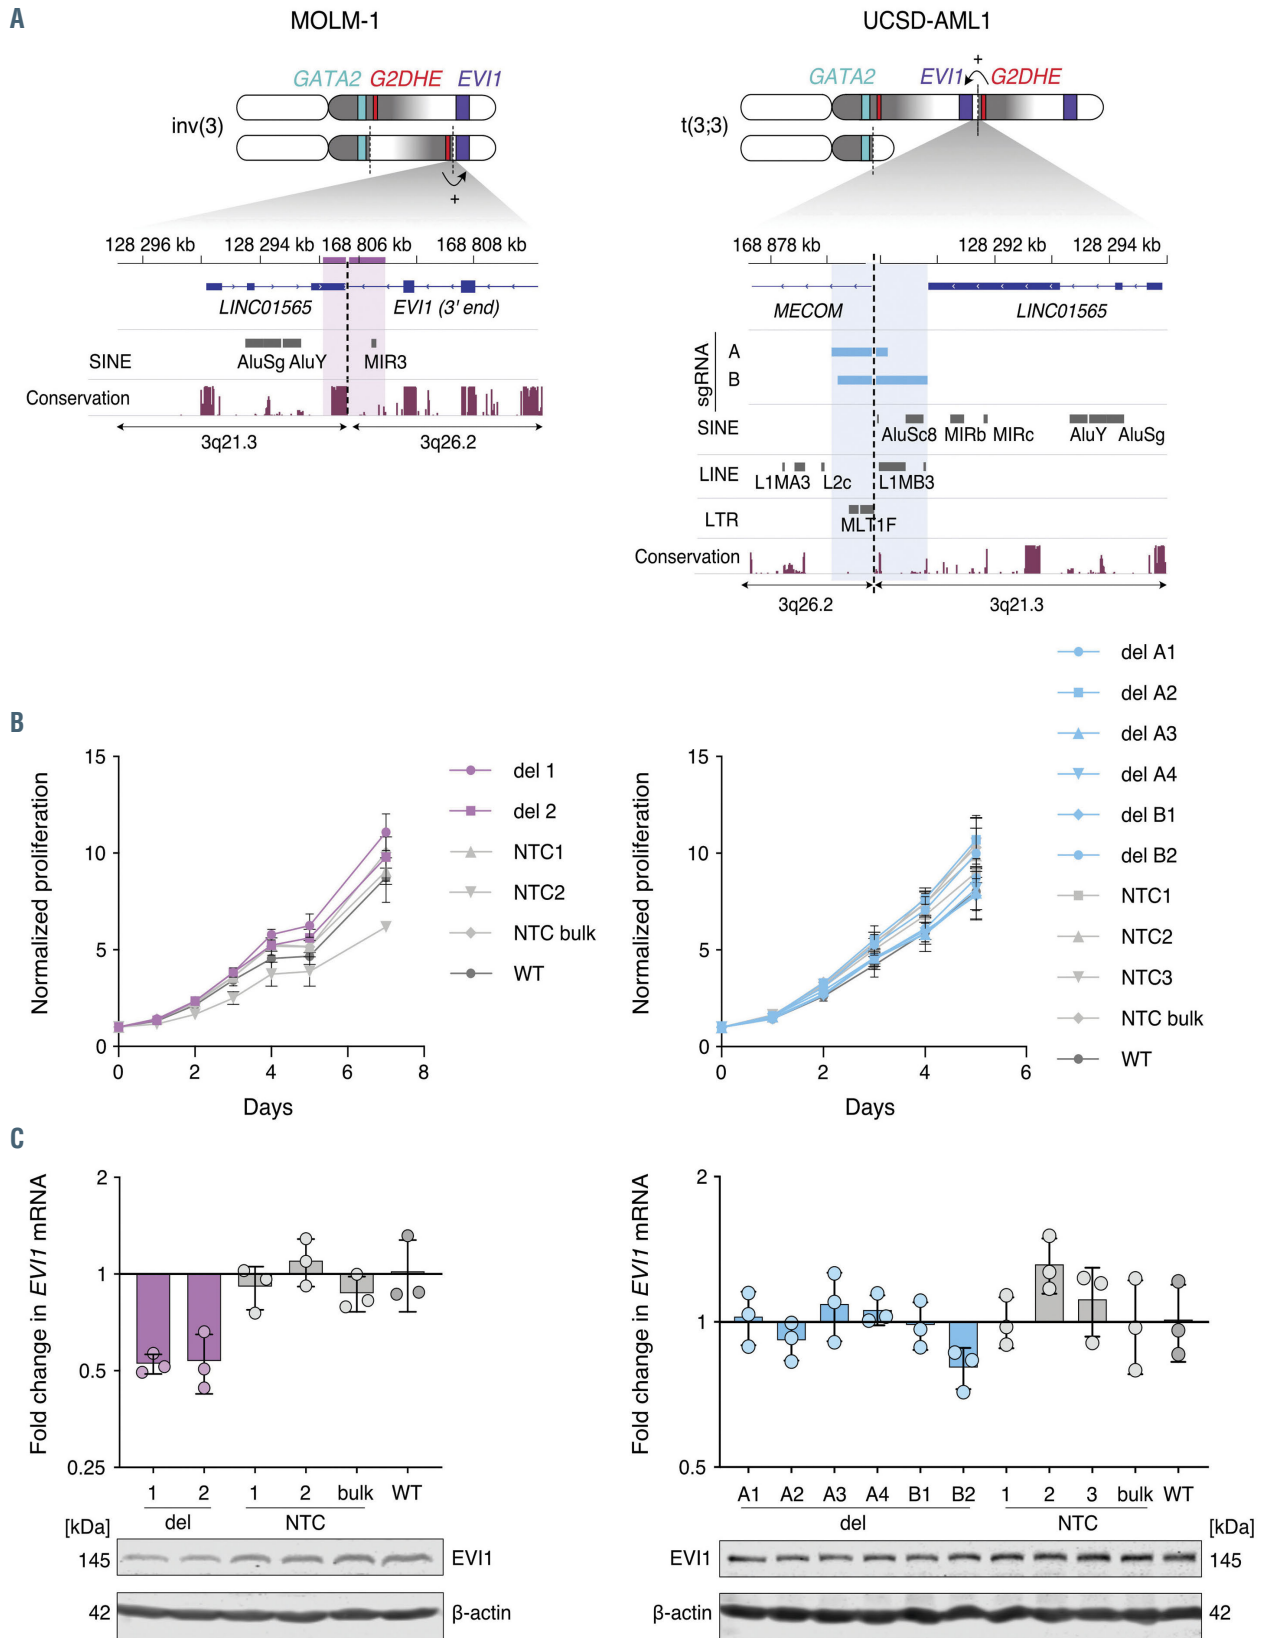 A
MOLM-1
UCSD-AML1
GATA2 G2DHE EVI1
inv(3)
+
128 296 kb 128 294 kb 168 806 kb 168 808 kb
LINC01565 EVI1 (3' end)
SINE
AluSg AluY MIR3
Conservation
3q21.3 3q26.2
+
GATA2 EVI1 G2DHE
t(3;3)
168 878 kb 128 292 kb 128 294 kb
MECOM LINC01565
sgRNA
A
B
SINE
AluSc8 MIRb MIRc AluY AluSg
LINE
L1MA3 L2c L1MB3
LTR
MLT1F
Conservation
3q26.2 3q21.3
B
Normalized proliferation
15
10
5
0
0 2 4 6 8
Days
del 1
del 2
NTC1
NTC2
NTC bulk
WT
Normalized proliferation
15
10
5
0
0 2 4 6
Days
del A1
del A2
del A3
del A4
del B1
del B2
NTC1
NTC2
NTC3
NTC bulk
WT
C
Fold change in EVI1 mRNA
2
1
0.5
0.25
1 2 1 2 bulk WT
del NTC
[kDa]
145 EVI1
42 β-actin
Fold change in EVI1 mRNA
2
1
0.5
A1 A2 A3 A4 B1 B2 1 2 3 bulk WT
del NTC
[kDa]
EVI1 145
β-actin 42